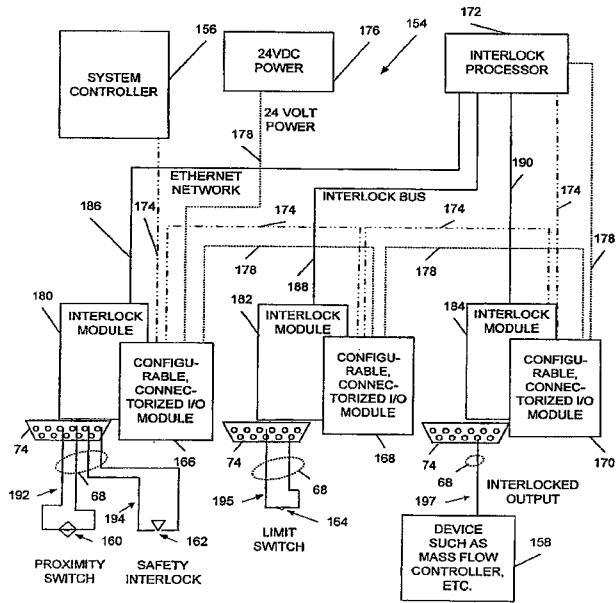 156
SYSTEM
CONTROLLER
24VDC
POWER
176
154
172
INTERLOCK
PROCESSOR
24 VOLT
POWER
178
ETHERNET
NETWORK
INTERLOCK BUS
190
174
186
174
174
174
178
178
188
178
178
180
INTERLOCK
MODULE
182
INTERLOCK
MODULE
184
INTERLOCK
MODULE
CONFIGU-
RABLE,
CONNEC-
TORIZED I/O
MODULE
CONFIGU-
RABLE,
CONNEC-
TORIZED I/O
MODULE
CONFIGU-
RABLE,
CONNEC-
TORIZED I/O
MODULE
74
166
74
168
74
170
192
68
194
195
68
68
197
INTERLOCKED
OUTPUT
160
162
164
PROXIMITY
SWITCH
SAFETY
INTERLOCK
LIMIT
SWITCH
DEVICE
SUCH AS
MASS FLOW
CONTROLLER,
ETC.
158